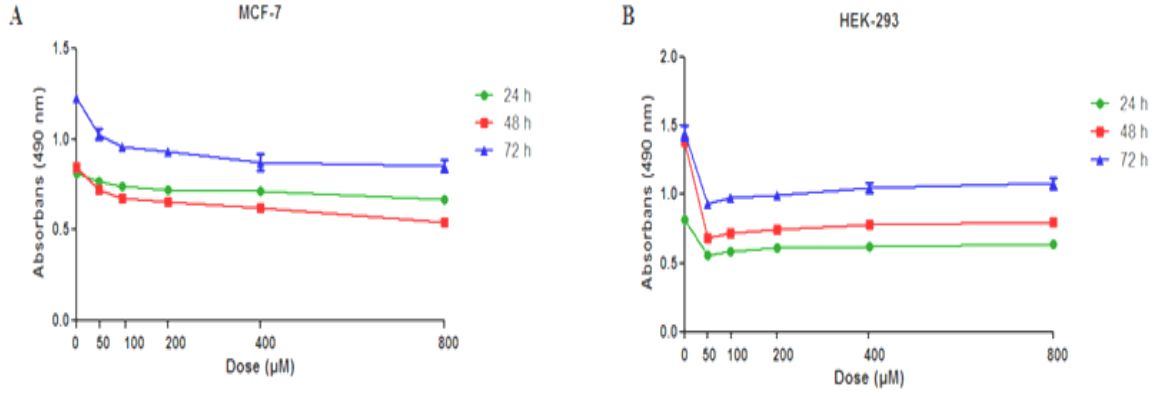 A
MCF-7
1.5
1.0
0.5
0.0
Absorbans (490 nm)
0 50 100 200 400 800
Dose (µM)
24 h
48 h
72 h
B
HEK-293
2.0
1.5
1.0
0.5
0.0
Absorbans (490 nm)
0 50 100 200 400 800
Dose (µM)
24 h
48 h
72 h